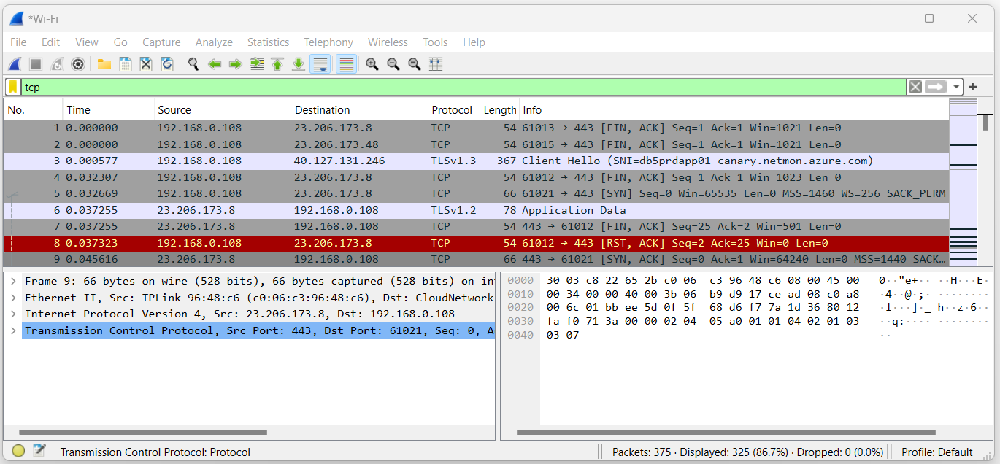 *Wi-Fi
File Edit View Go Capture Analyze Statistics Telephony Wireless Tools Help
tcp
No. Time Source Destination Protocol Length Info
1 0.000000 192.168.0.108 23.206.173.8 TCP 54 61013 → 443 [FIN, ACK] Seq=1 Ack=1 Win=1021 Len=0
2 0.000000 192.168.0.108 23.206.173.48 TCP 54 61015 → 443 [FIN, ACK] Seq=1 Ack=1 Win=1021 Len=0
3 0.000577 192.168.0.108 40.127.131.246 TLSv1.3 367 Client Hello (SNI=db5prdapp01-canary.netmon.azure.com)
4 0.032307 192.168.0.108 23.206.173.8 TCP 54 61012 → 443 [FIN, ACK] Seq=1 Ack=1 Win=1023 Len=0
5 0.032669 192.168.0.108 23.206.173.8 TCP 66 61021 → 443 [SYN] Seq=0 Win=65535 Len=0 MSS=1460 WS=256 SACK_PERM
6 0.037255 23.206.173.8 192.168.0.108 TLSv1.2 78 Application Data
7 0.037255 23.206.173.8 192.168.0.108 TCP 54 443 → 61012 [FIN, ACK] Seq=25 Ack=2 Win=501 Len=0
8 0.037323 192.168.0.108 23.206.173.8 TCP 54 61012 → 443 [RST, ACK] Seq=2 Ack=25 Win=0 Len=0
9 0.045616 23.206.173.8 192.168.0.108 TCP 66 443 → 61021 [SYN, ACK] Seq=0 Ack=1 Win=64240 Len=0 MSS=1440 SACK…
Frame 9: 66 bytes on wire (528 bits), 66 bytes captured (528 bits) on in
Ethernet II, Src: TPLink_96:48:c6 (c0:06:c3:96:48:c6), Dst: CloudNetwork_
Internet Protocol Version 4, Src: 23.206.173.8, Dst: 192.168.0.108
Transmission Control Protocol, Src Port: 443, Dst Port: 61021, Seq: 0, A
0000 30 03 c8 22 65 2b c0 06 c3 96 48 c6 08 00 45 00 0··"e+·· ··H···E·
0010 00 34 00 00 40 00 3b 06 b9 d9 17 ce ad 08 c0 a8 ·4··@·;· ········
0020 00 6c 01 bb ee 5d 0f 5f 68 d6 f7 7a 1d 36 80 12 ·l···]·_ h··z·6··
0030 fa f0 71 3a 00 00 02 04 05 a0 01 01 04 02 01 03 ··q:···· ········
0040 03 07 ··
Transmission Control Protocol: Protocol
Packets: 375 · Displayed: 325 (86.7%) · Dropped: 0 (0.0%)
Profile: Default